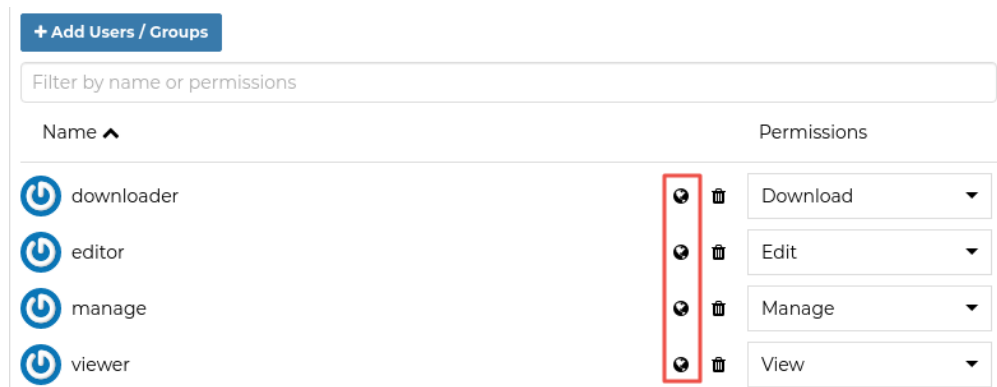 + Add Users / Groups
Filter by name or permissions
Name Permissions
downloader Download
editor Edit
manage Manage
viewer View